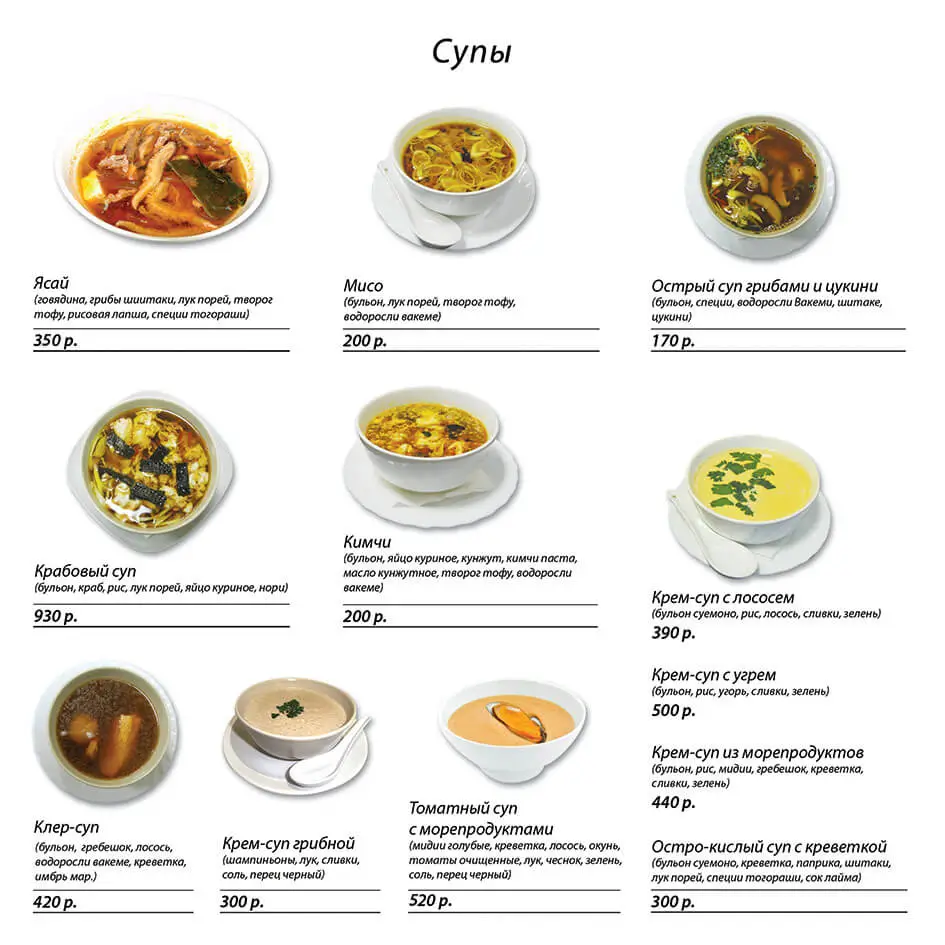 Супы
Ясай
(говядина, грибы шиитаки, лук порей, творог
тофу, рисовая лапша, специи тогораши)
350 р.
Мисо
(бульон, лук порей, творог тофу,
водоросли вакеме)
200 р.
Острый суп грибами и цукини
(бульон, специи, водоросли Вакеми, шитаке,
цукини)
170 р.
Крабовый суп
(бульон, краб, рис, лук порей, яйцо куриное, нори)
930 р.
Кимчи
(бульон, яйцо куриное, кунжут, кимчи паста,
масло кунжутное, творог тофу, водоросли
вакеме)
200 р.
Крем-суп с лососем
(бульон суемоно, рис, лосось, сливки, зелень)
390 р.
Крем-суп с угрем
(бульон, рис, угорь, сливки, зелень)
500 р.
Крем-суп из морепродуктов
(бульон, рис, мидии, гребешок, креветка,
сливки, зелень)
440 р.
Клер-суп
(бульон, гребешок, лосось,
водоросли вакеме, креветка,
имбрь мар.)
420 р.
Крем-суп грибной
(шампиньоны, лук, сливки,
соль, перец черный)
300 р.
Томатный суп
с морепродуктами
(мидии голубые, креветка, лосось, окунь,
томаты очищенные, лук, чеснок, зелень,
соль, перец черный)
520 р.
Остро-кислый суп с креветкой
(бульон суемоно, креветка, паприка, штаки,
лук порей, специи тогораши, сок лайма)
300 р.